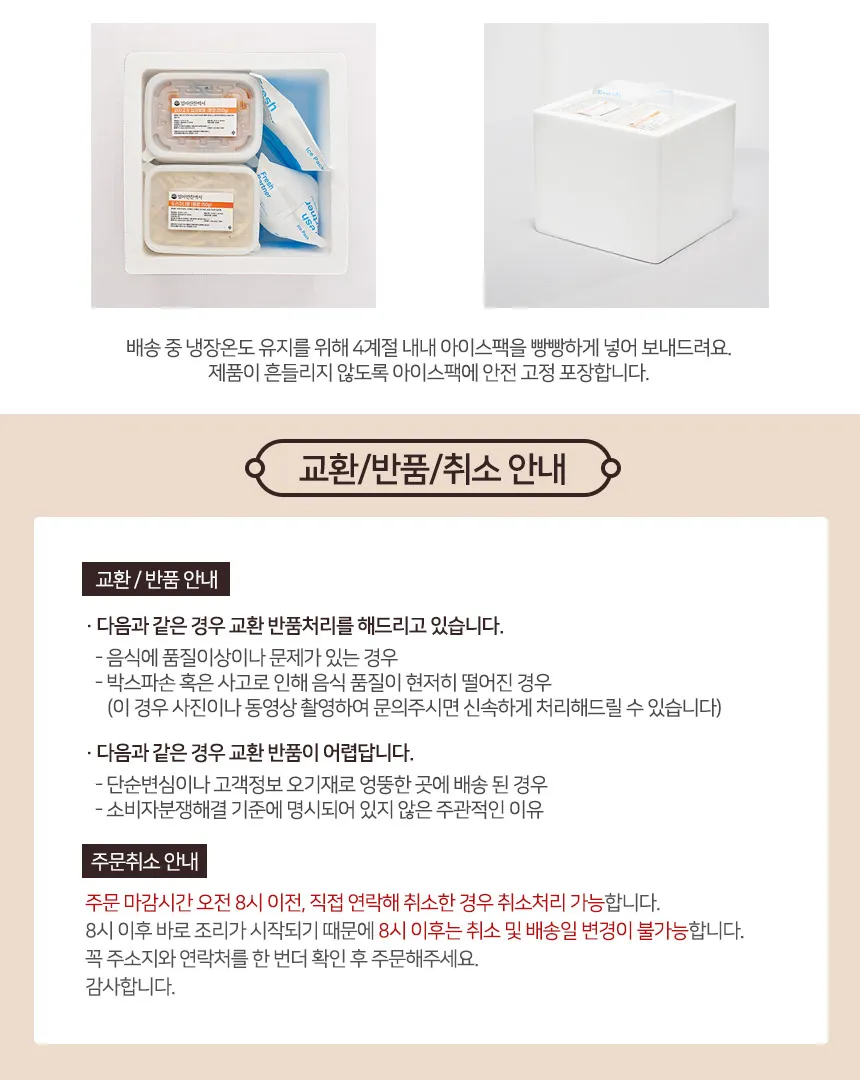 Fresh
Ice Pack
Fresh
Partner
Ice Pack
배송 중 냉장온도 유지를 위해 4계절 내내 아이스팩을 빵빵하게 넣어 보내드려요.
제품이 흔들리지 않도록 아이스팩에 안전 고정 포장합니다.
교환/반품/취소 안내
교환 / 반품 안내
· 다음과 같은 경우 교환 반품처리를 해드리고 있습니다.
- 음식에 품질이상이나 문제가 있는 경우
- 박스파손 혹은 사고로 인해 음식 품질이 현저히 떨어진 경우
(이 경우 사진이나 동영상 촬영하여 문의주시면 신속하게 처리해드릴 수 있습니다)
· 다음과 같은 경우 교환 반품이 어렵답니다.
- 단순변심이나 고객정보 오기재로 엉뚱한 곳에 배송 된 경우
- 소비자분쟁해결 기준에 명시되어 있지 않은 주관적인 이유
주문취소 안내
주문 마감시간 오전 8시 이전, 직접 연락해 취소한 경우 취소처리 가능합니다.
8시 이후 바로 조리가 시작되기 때문에 8시 이후는 취소 및 배송일 변경이 불가능합니다.
꼭 주소지와 연락처를 한 번더 확인 후 주문해주세요.
감사합니다.